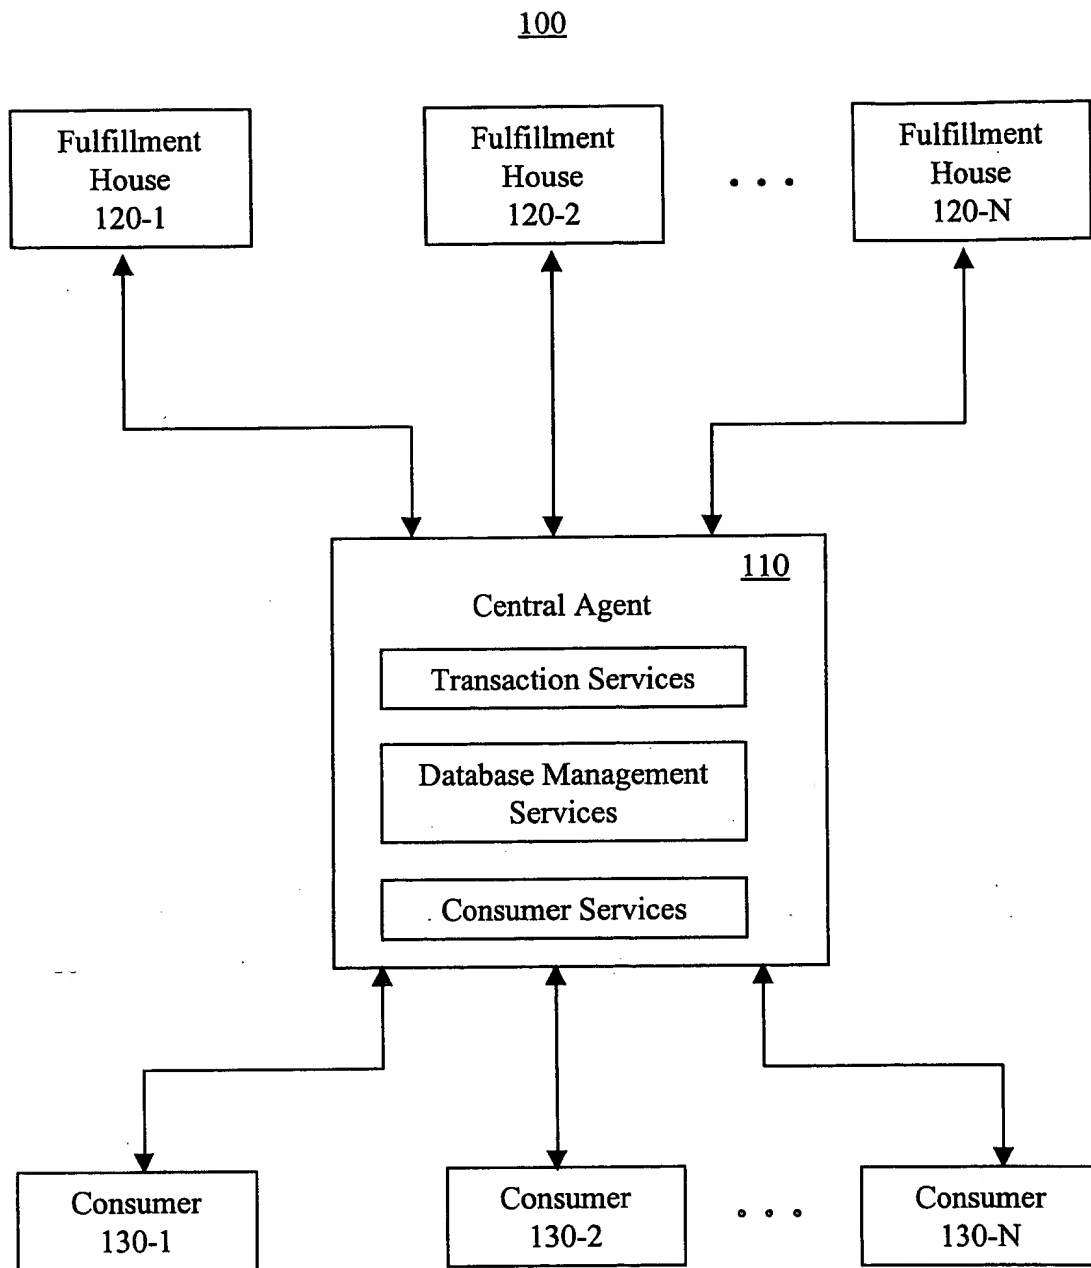 100
Fulfillment
House
120-1
Fulfillment
House
120-2
. . .
Fulfillment
House
120-N
110
Central Agent
Transaction Services
Database Management
Services
Consumer Services
Consumer
130-1
Consumer
130-2
. . .
Consumer
130-N